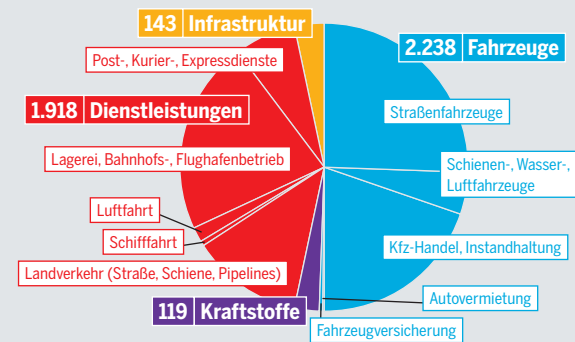 143 Infrastruktur
2.238 Fahrzeuge
Post-, Kurier-, Expressdienste
1.918 Dienstleistungen
Straßenfahrzeuge
Lagerei, Bahnhofs-, Flughafenbetrieb
Schienen-, Wasser-,
Luftfahrzeuge
Luftfahrt
Schifffahrt
Kfz-Handel, Instandhaltung
Landverkehr (Straße, Schiene, Pipelines)
Autovermietung
119 Kraftstoffe
Fahrzeugversicherung